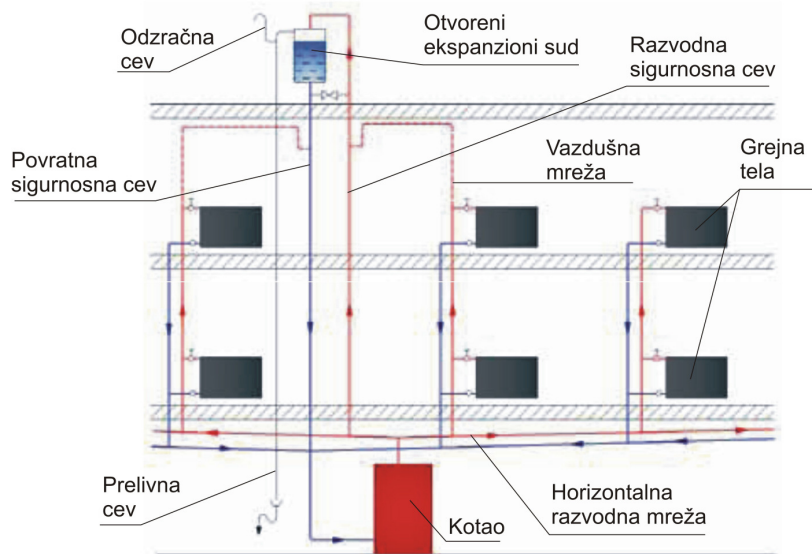 Odzračna
cev
Otvoreni
ekspanzioni sud
Razvodna
sigurnosna cev
Povratna
sigurnosna cev
Vazdušna
mreža
Grejna
tela
Prelivna
cev
Kotao
Horizontalna
razvodna mreža